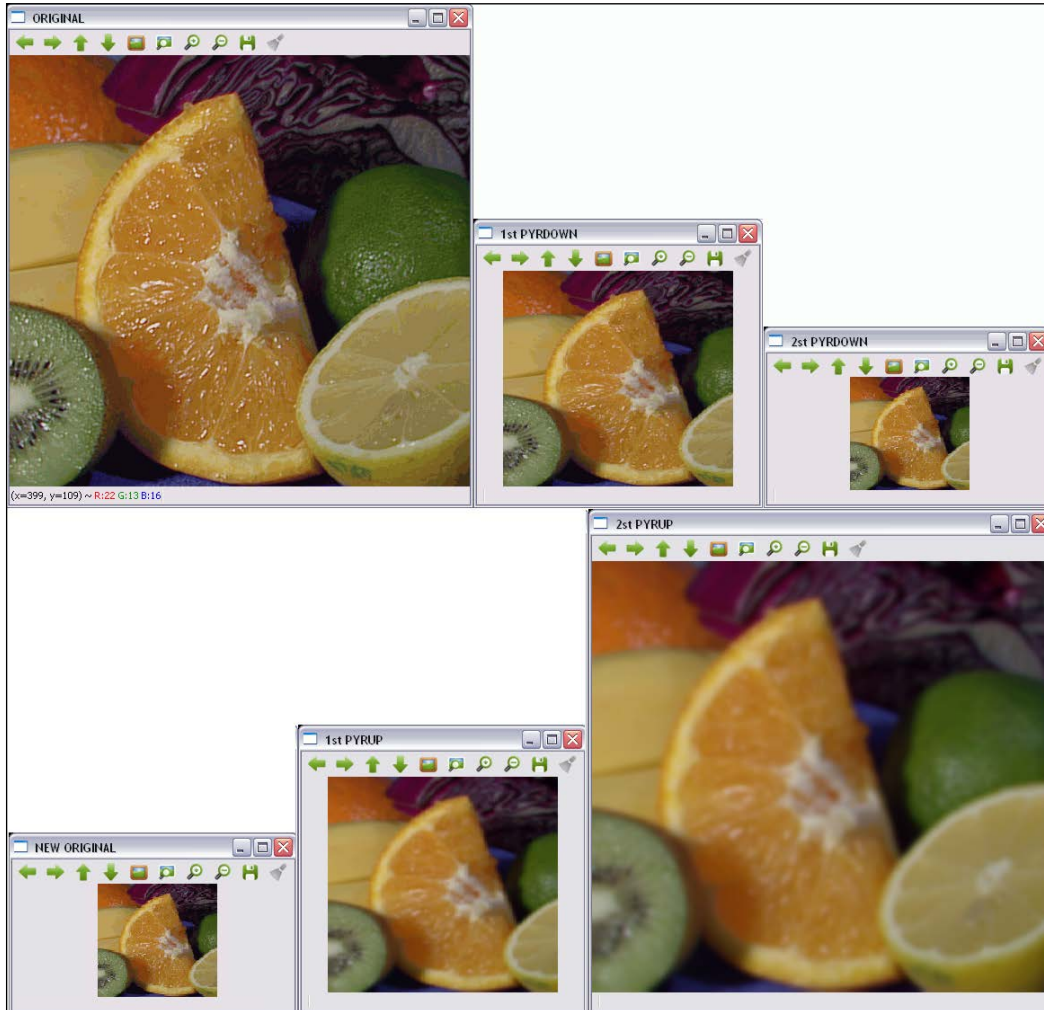 ORIGINAL
1st PYRDOWN
2st PYRDOWN
(x=399, y=109) ~ R:22 G:13 B:16
2st PYRUP
1st PYRUP
NEW ORIGINAL